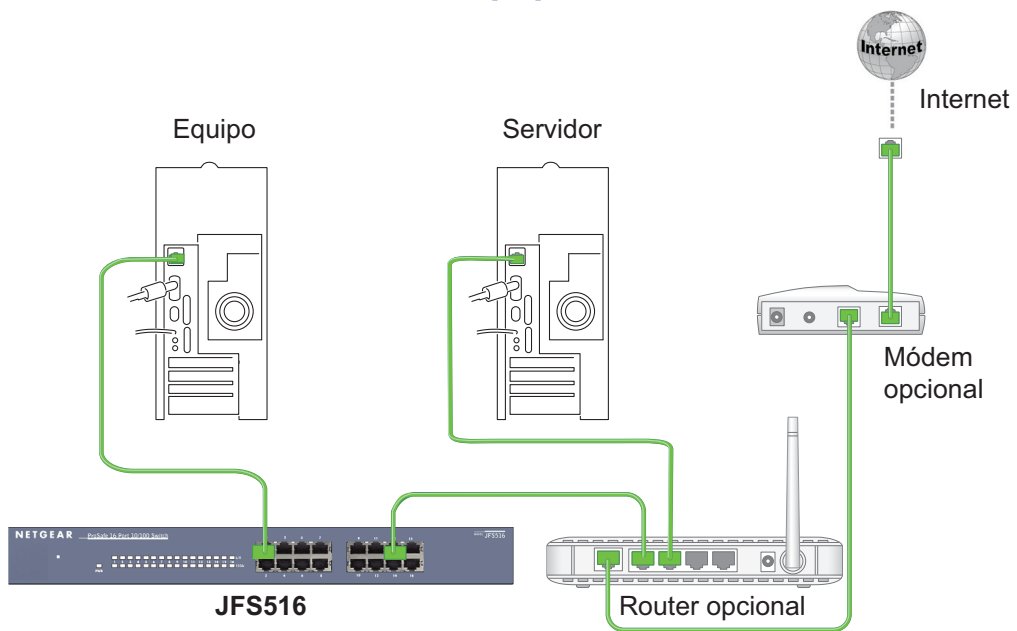 Internet
Internet
Equipo
Servidor
Módem
opcional
NETGEAR ProSafe 16 Port 10/100 Switch
JFS516
JFS516
Router opcional